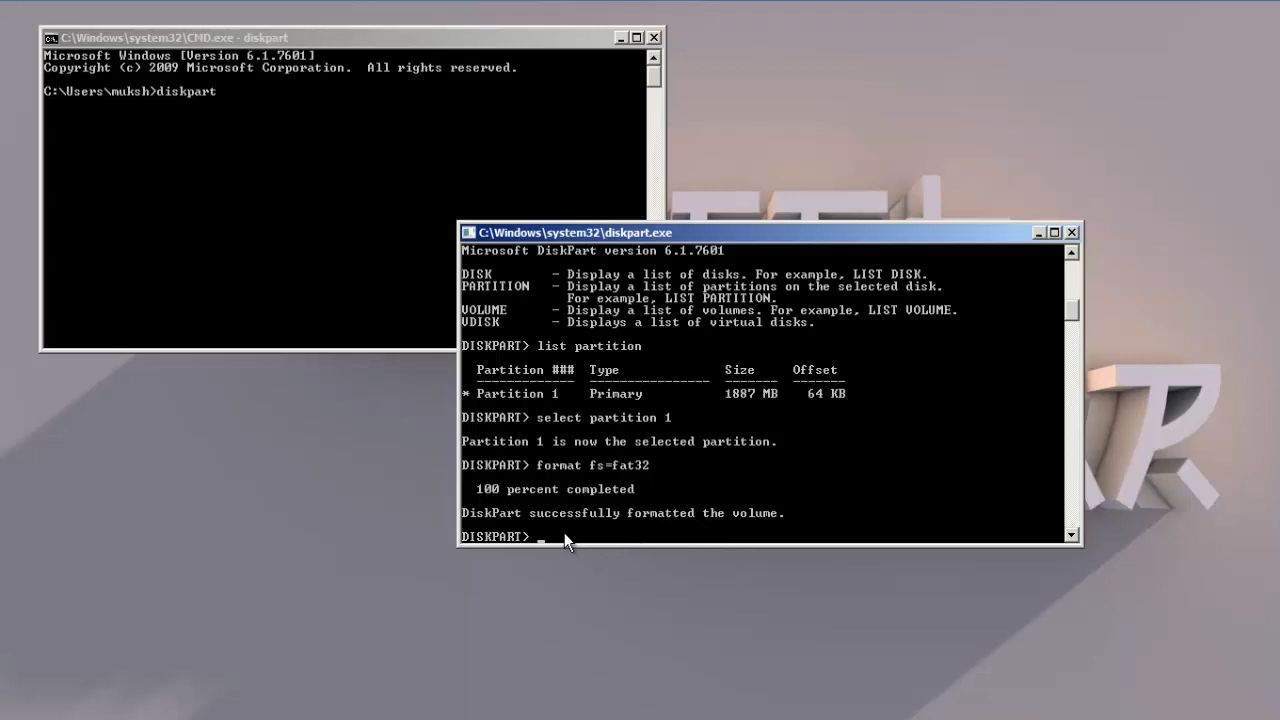 C:\Windows\system32\CMD.exe - diskpart
Microsoft Windows [Version 6.1.7601]
Copyright (c) 2009 Microsoft Corporation.  All rights reserved.
C:\Users\muksh>diskpart
C:\Windows\system32\diskpart.exe
Microsoft DiskPart version 6.1.7601
DISK        - Display a list of disks. For example, LIST DISK.
PARTITION   - Display a list of partitions on the selected disk.
For example, LIST PARTITION.
VOLUME      - Display a list of volumes. For example, LIST VOLUME.
VDISK       - Displays a list of virtual disks.
DISKPART> list partition
Partition ###  Type              Size     Offset
-------------  ----------------  -------  -------
* Partition 1    Primary           1887 MB    64 KB
DISKPART> select partition 1
Partition 1 is now the selected partition.
DISKPART> format fs=fat32
100 percent completed
DiskPart successfully formatted the volume.
DISKPART> _